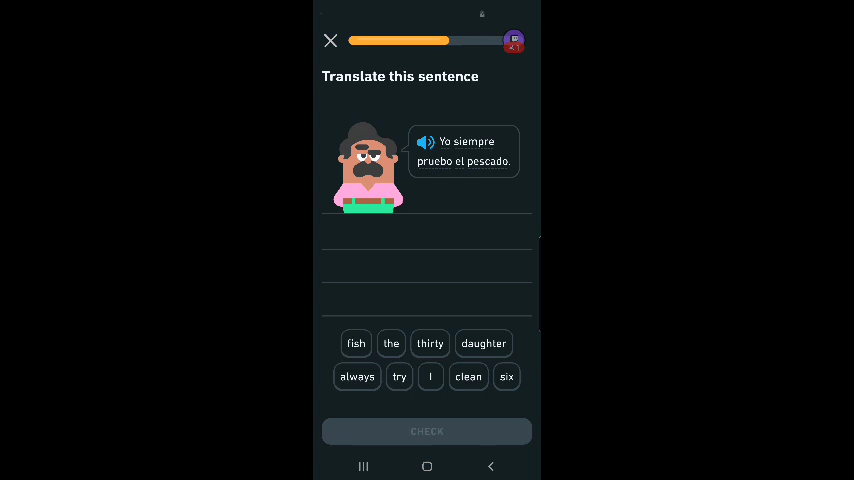 Translate this sentence
Yo siempre
pruebo el pescado.
fish the thirty daughter
always try I clean six
CHECK